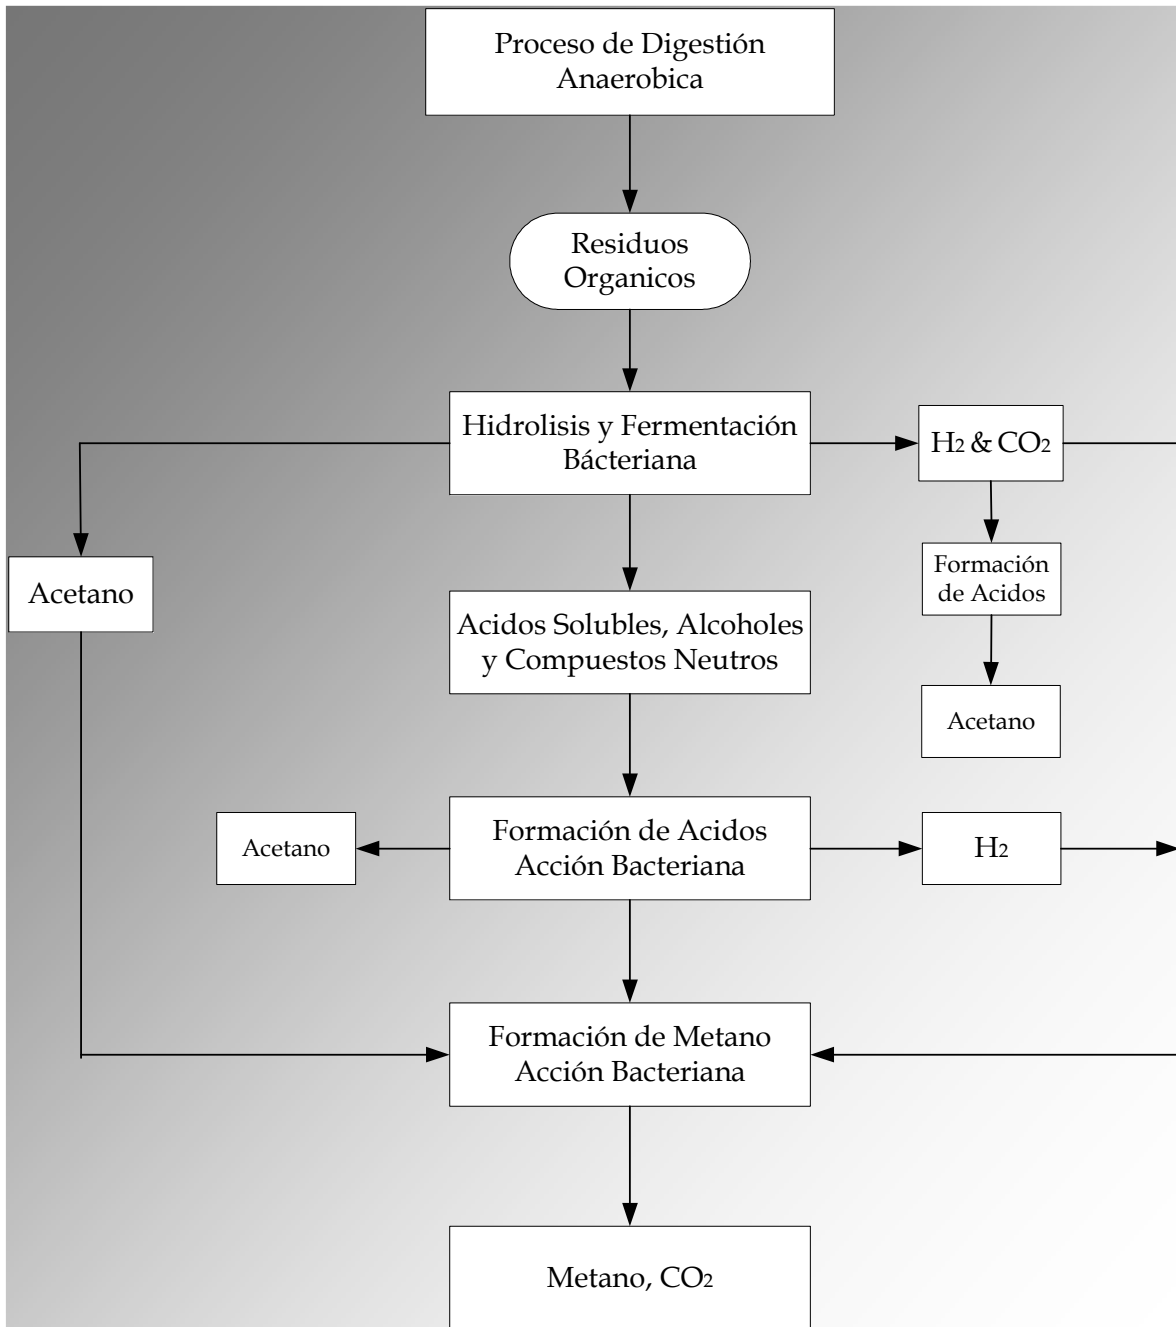 Proceso de Digestión
Anaerobica
Residuos
Organicos
Hidrolisis y Fermentación
Bácteriana
H2 & CO2
Acetano
Formación
de Acidos
Acidos Solubles, Alcoholes
y Compuestos Neutros
Acetano
Acetano
Formación de Acidos
Acción Bacteriana
H2
Formación de Metano
Acción Bacteriana
Metano, CO2